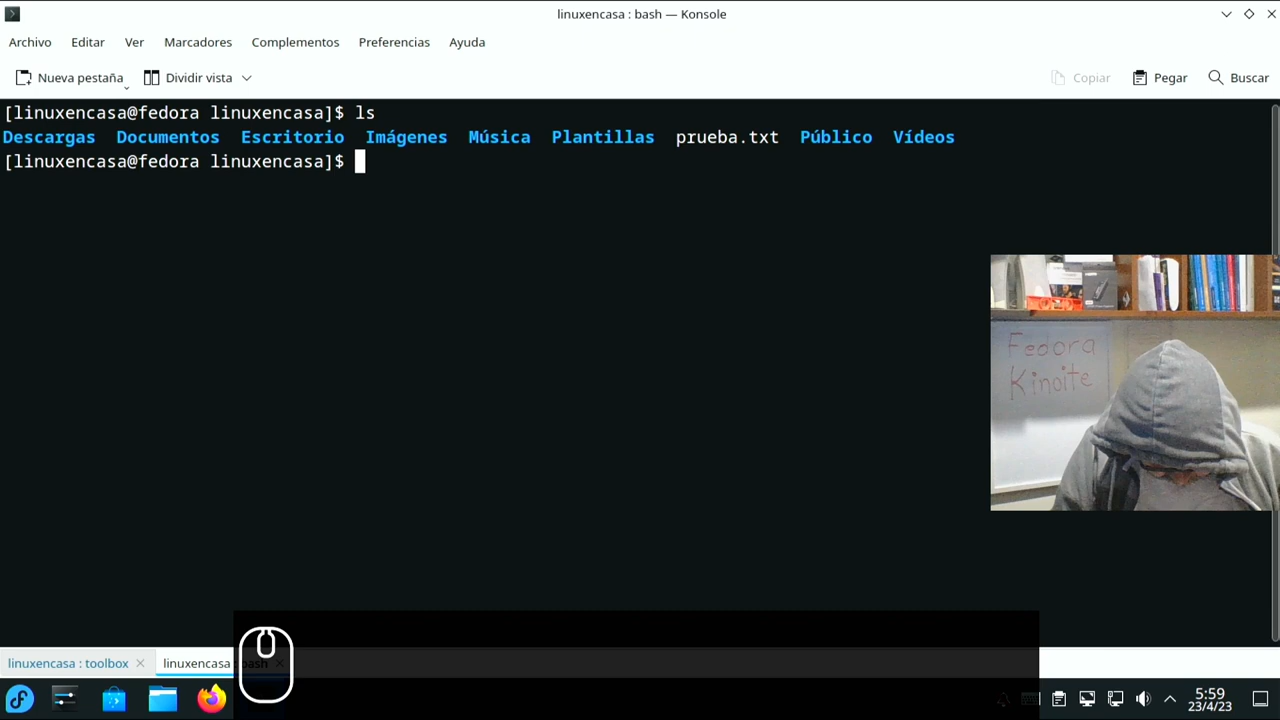 linuxencasa : bash — Konsole
Archivo Editar Ver Marcadores Complementos Preferencias Ayuda
Nueva pestaña Dividir vista Copiar Pegar Buscar
[linuxencasa@fedora linuxencasa]$ ls
Descargas Documentos Escritorio Imágenes Música Plantillas prueba.txt Público Vídeos
[linuxencasa@fedora linuxencasa]$
Fedora
Kinoite
linuxencasa : toolbox linuxencasa : bash
5:59
23/4/23